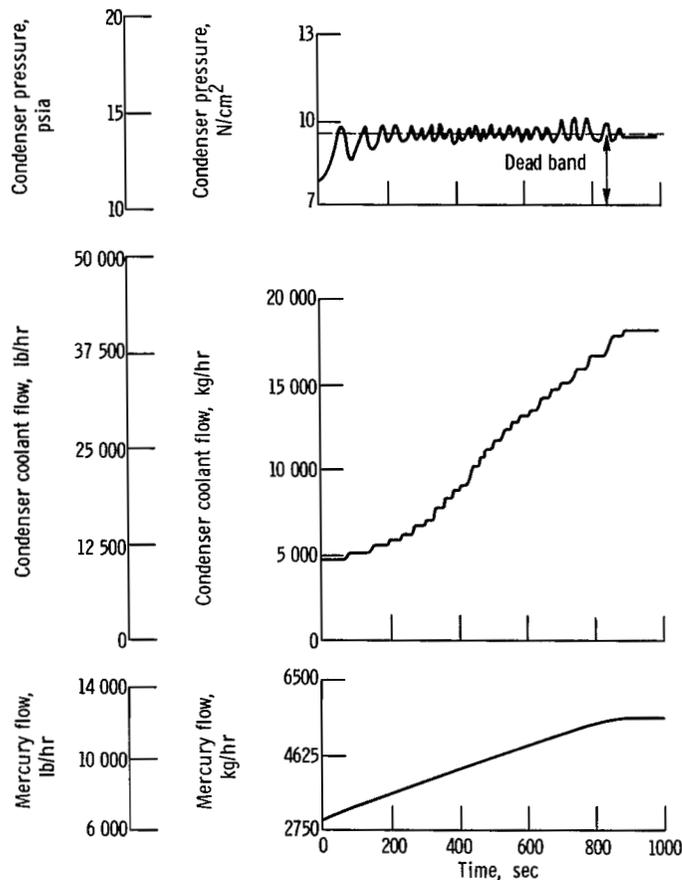 Condenser pressure,
psia
20
15
10
Condenser pressure,
N/cm2
13
10
7
Dead band
Condenser coolant flow, lb/hr
50 000
37 500
25 000
12 500
0
Condenser coolant flow, kg/hr
20 000
15 000
10 000
5 000
0
Mercury flow,
lb/hr
14 000
10 000
6 000
Mercury flow,
kg/hr
6500
4625
2750
0 200 400 600 800 1000
Time, sec